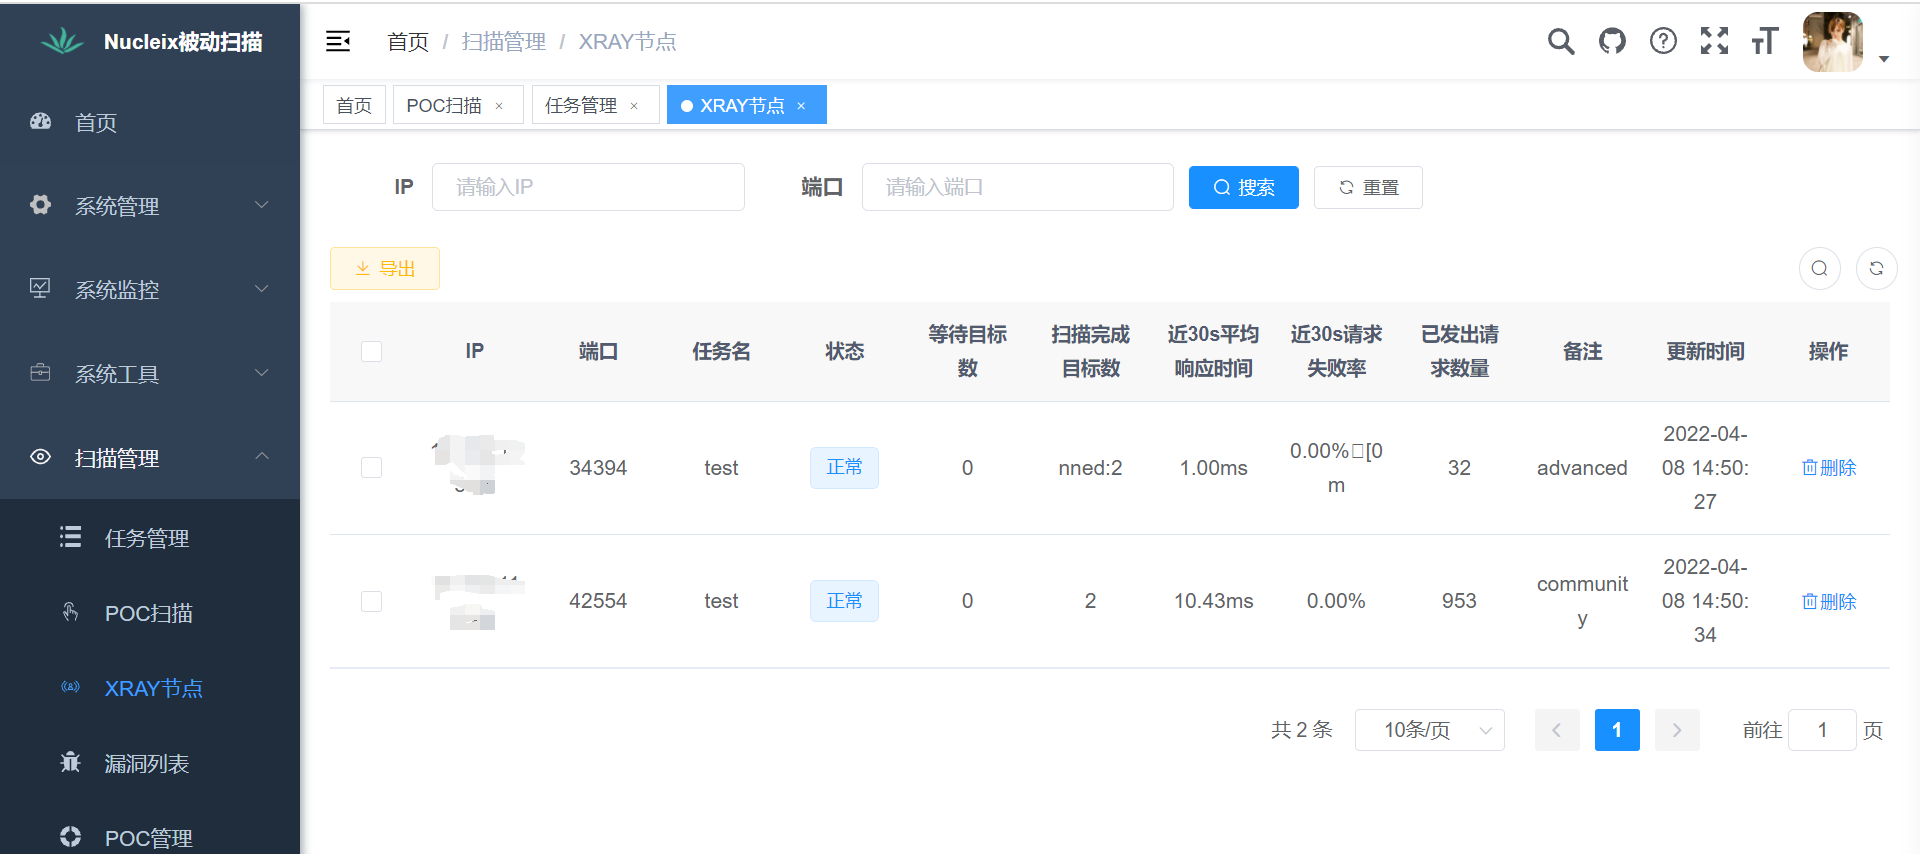 Nucleix被动扫描
首页 / 扫描管理 / XRAY节点
首页
POC扫描 ×
任务管理 ×
XRAY节点 ×
首页
系统管理
系统监控
系统工具
扫描管理
任务管理
POC扫描
XRAY节点
漏洞列表
POC管理
IP 请输入IP 端口 请输入端口 搜索 重置
导出
IP 端口 任务名 状态 等待目标数 扫描完成目标数 近30s平均响应时间 近30s请求失败率 已发出请求数量 备注 更新时间 操作
34394 test 正常 0 nned:2 1.00ms 0.00%□[0m 32 advanced 2022-04-08 14:50:27 删除
42554 test 正常 0 2 10.43ms 0.00% 953 community 2022-04-08 14:50:34 删除
共 2 条 10条/页 1 前往 1 页